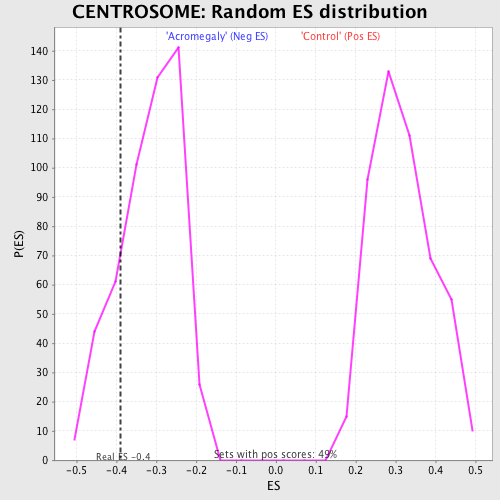 CENTROSOME: Random ES distribution
'Acromegaly' (Neg ES) 'Control' (Pos ES)
140
130
120
110
100
90
80
70
60
50
40
30
20
10
0
P(ES)
Real ES -0.4 Sets with pos scores: 49%
-0.5 -0.4 -0.3 -0.2 -0.1 0.0 0.1 0.2 0.3 0.4 0.5
ES